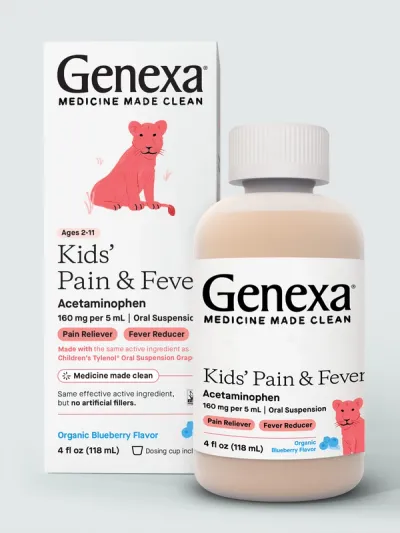 Genexa®
MEDICINE MADE CLEAN
Ages 2-11
Kids'
Pain & Feve
Acetaminophen
160 mg per 5 mL | Oral Suspension
Pain Reliever
Fever Reducer
Made with the same active ingredient as
Children's Tylenol® Oral Suspension Grape
Medicine made clean
Same effective active ingredient,
but no artificial fillers.
Organic Blueberry Flavor
4 fl oz (118 mL)
Dosing cup incl
Genexa®
MEDICINE MADE CLEAN
Kids' Pain & Fever
Acetaminophen
160 mg per 5 mL | Oral Suspension
Pain Reliever
Fever Reducer
4 fl oz (118 mL)
Organic
Blueberry Flavor